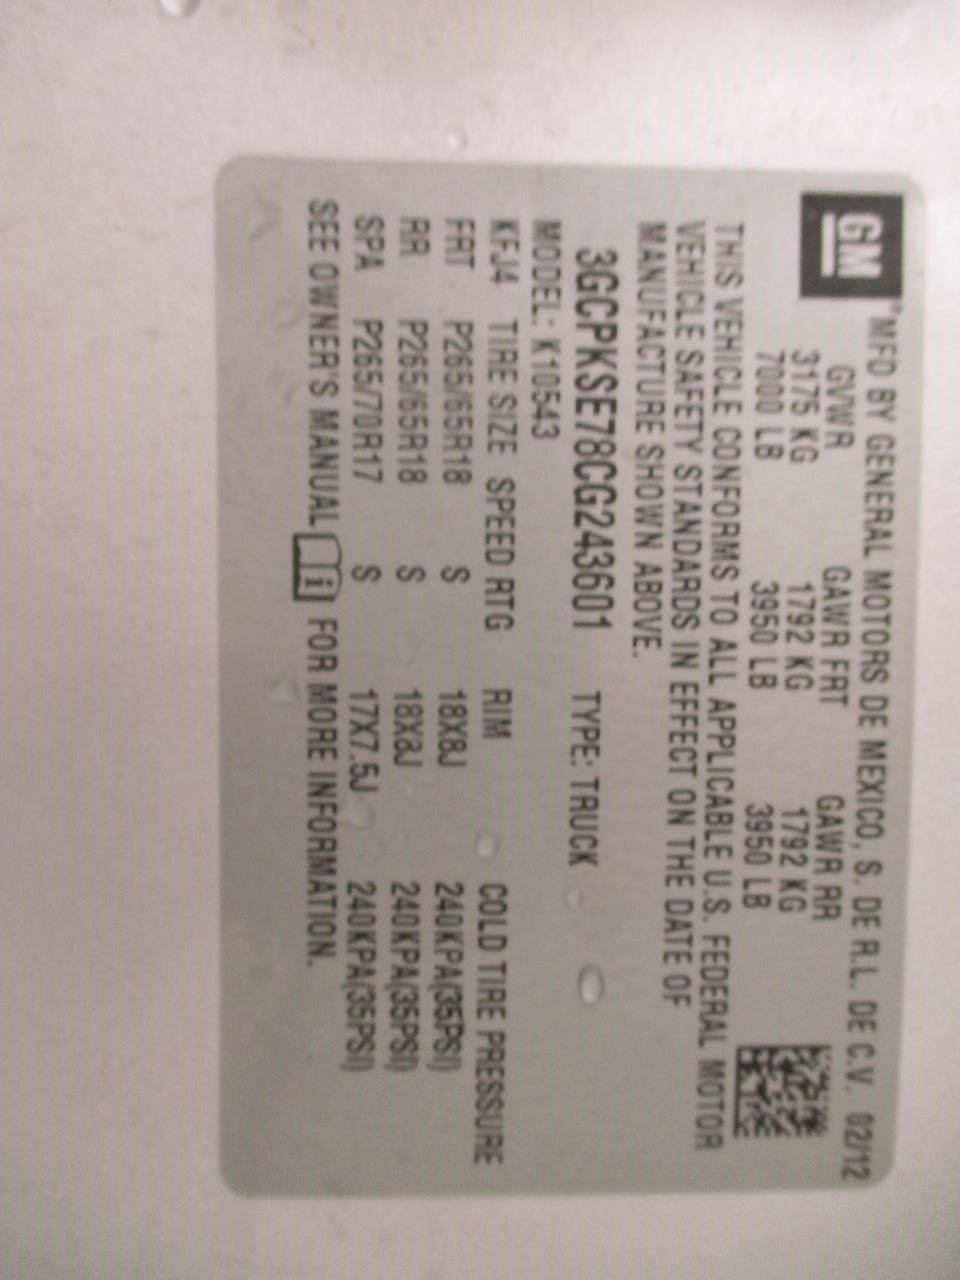 GM
MFD BY GENERAL MOTORS DE MEXICO, S. DE R.L. DE C.V. 02/12
GVWR GAWR FRT GAWR RR
3175 KG 1792 KG 1792 KG
7000 LB 3950 LB 3950 LB
THIS VEHICLE CONFORMS TO ALL APPLICABLE U.S. FEDERAL MOTOR
VEHICLE SAFETY STANDARDS IN EFFECT ON THE DATE OF
MANUFACTURE SHOWN ABOVE.
3GCPKSE78CG243601 TYPE: TRUCK
MODEL: K10543
KFJ4 TIRE SIZE SPEED RTG RIM COLD TIRE PRESSURE
FRT P265/65R18 S 18X8J 240KPA(35PSI)
RR P265/65R18 S 18X8J 240KPA(35PSI)
SPA P265/70R17 S 17X7.5J 240KPA(35PSI)
SEE OWNER'S MANUAL i FOR MORE INFORMATION.